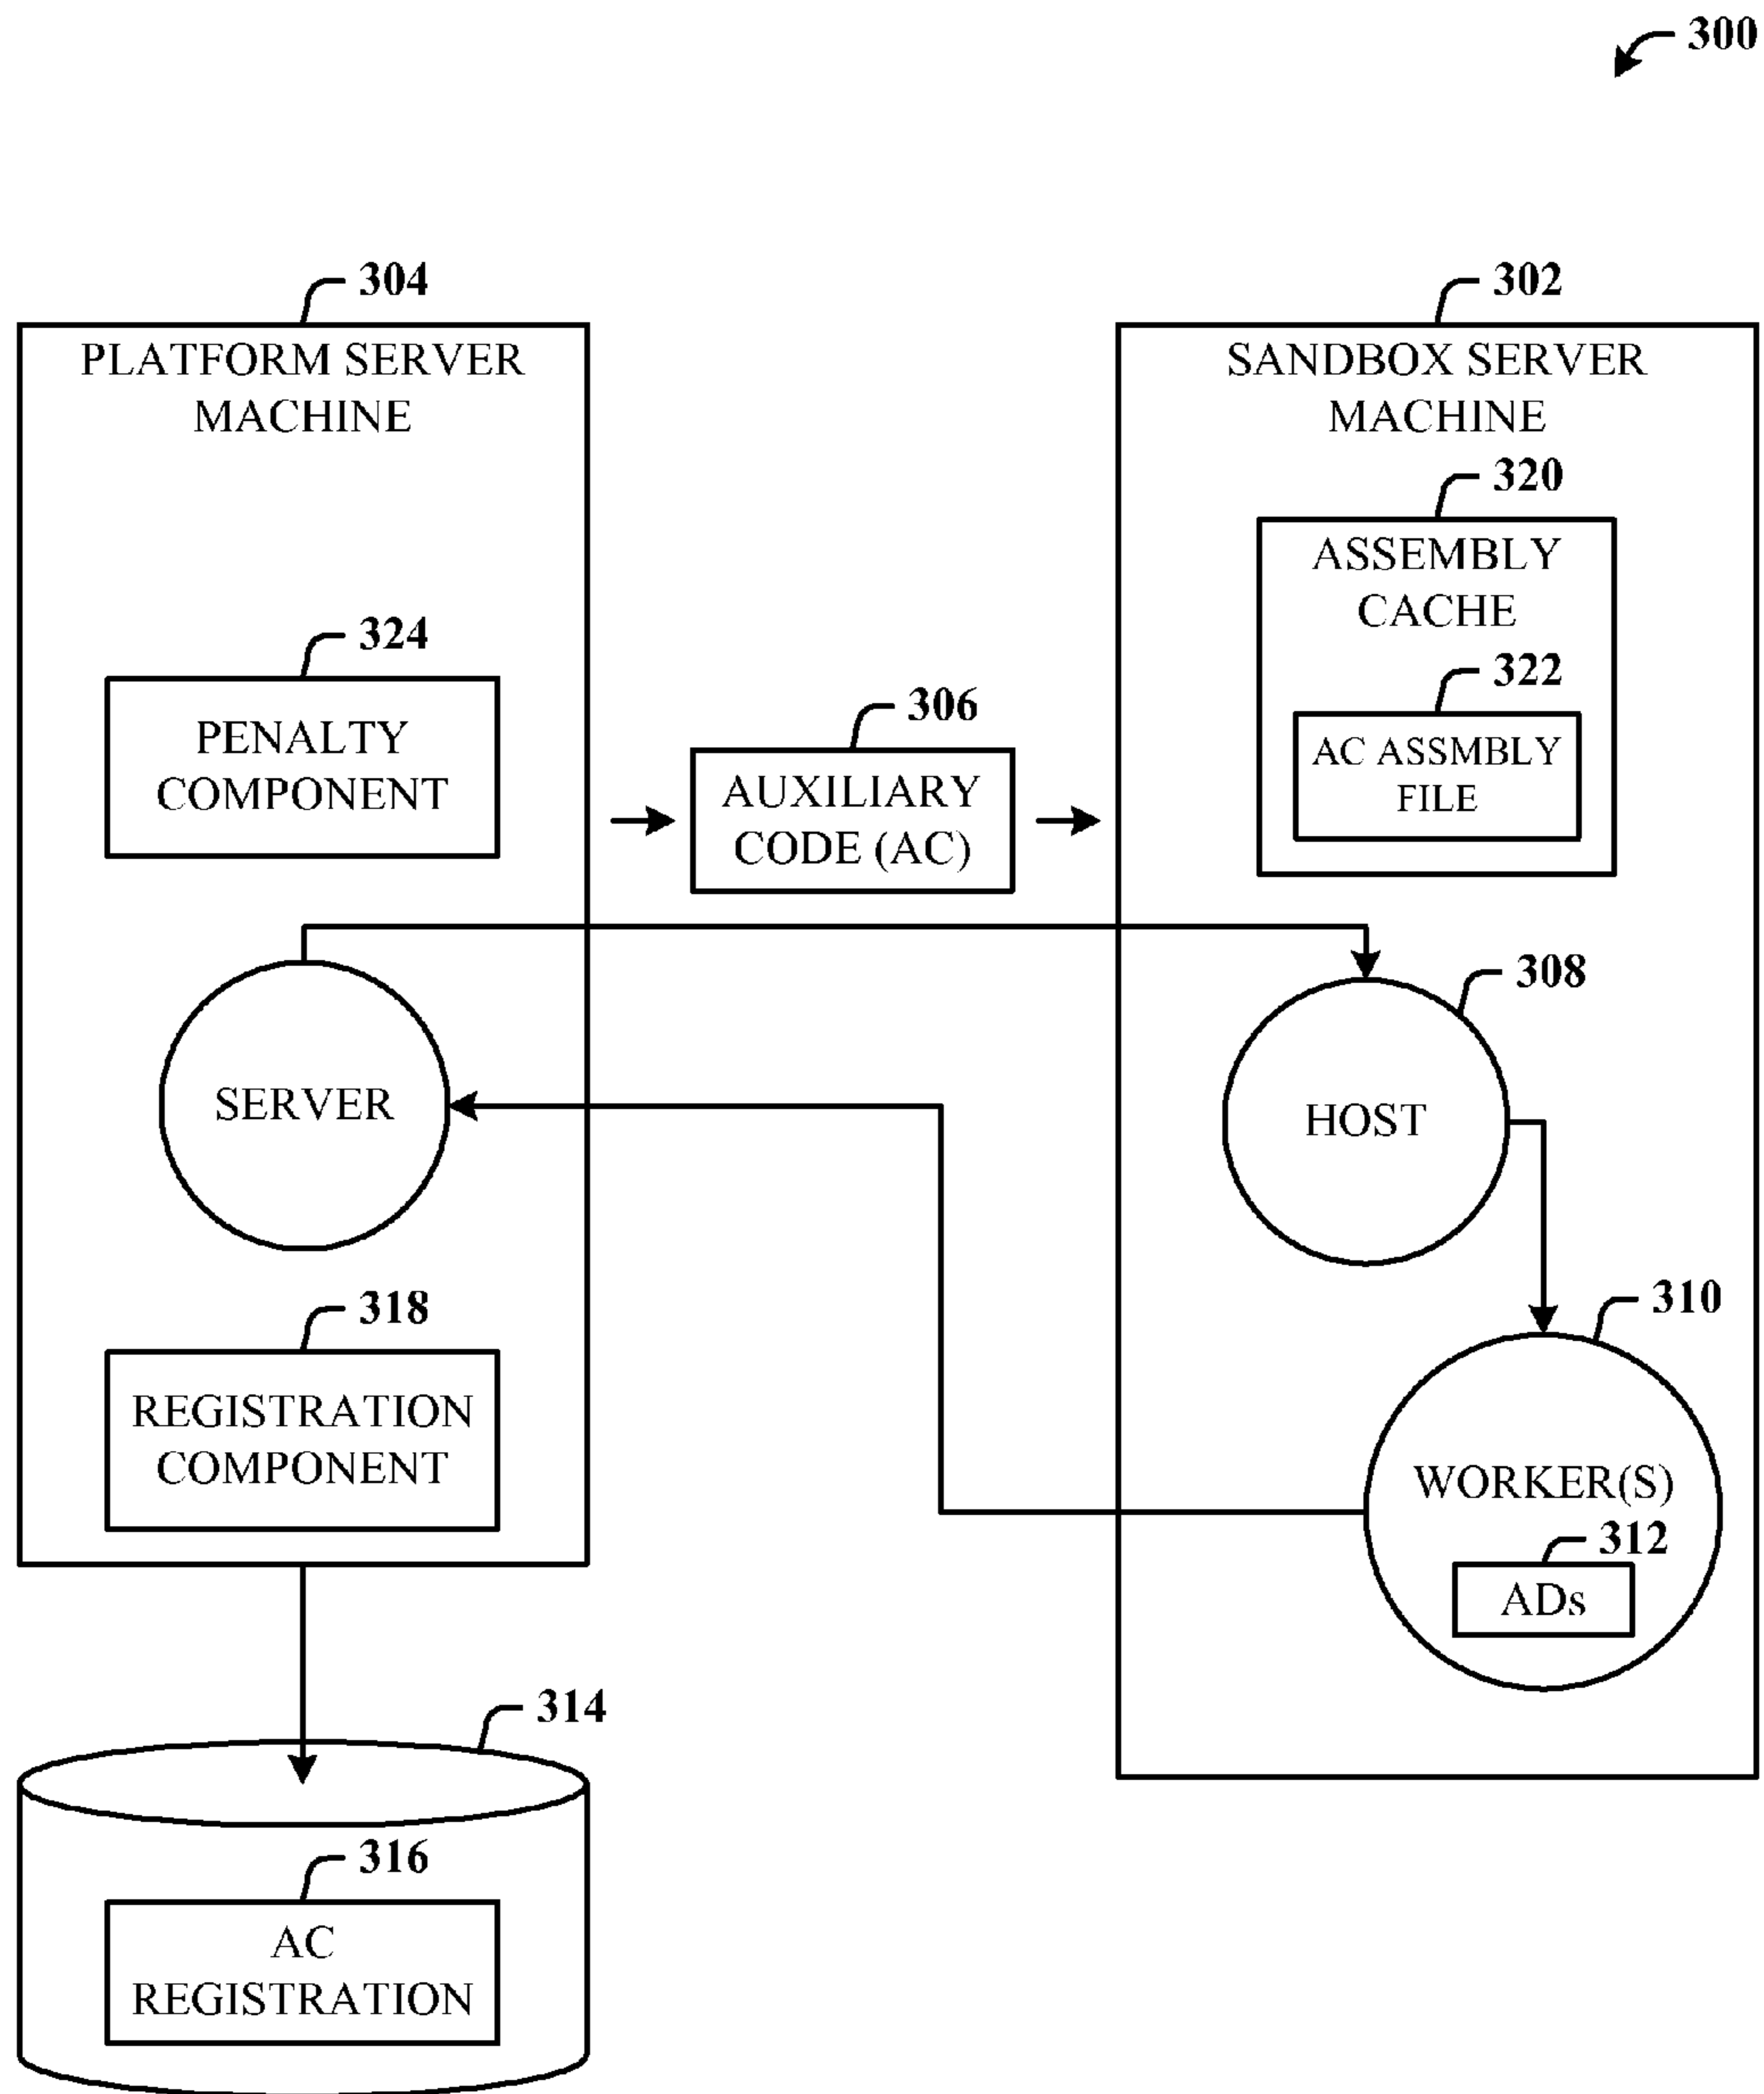 300
304
PLATFORM SERVER
MACHINE
324
PENALTY
COMPONENT
SERVER
318
REGISTRATION
COMPONENT
306
AUXILIARY
CODE (AC)
302
SANDBOX SERVER
MACHINE
320
ASSEMBLY
CACHE
322
AC ASSMBLY
FILE
308
HOST
310
WORKER(S)
312
ADs
314
316
AC
REGISTRATION